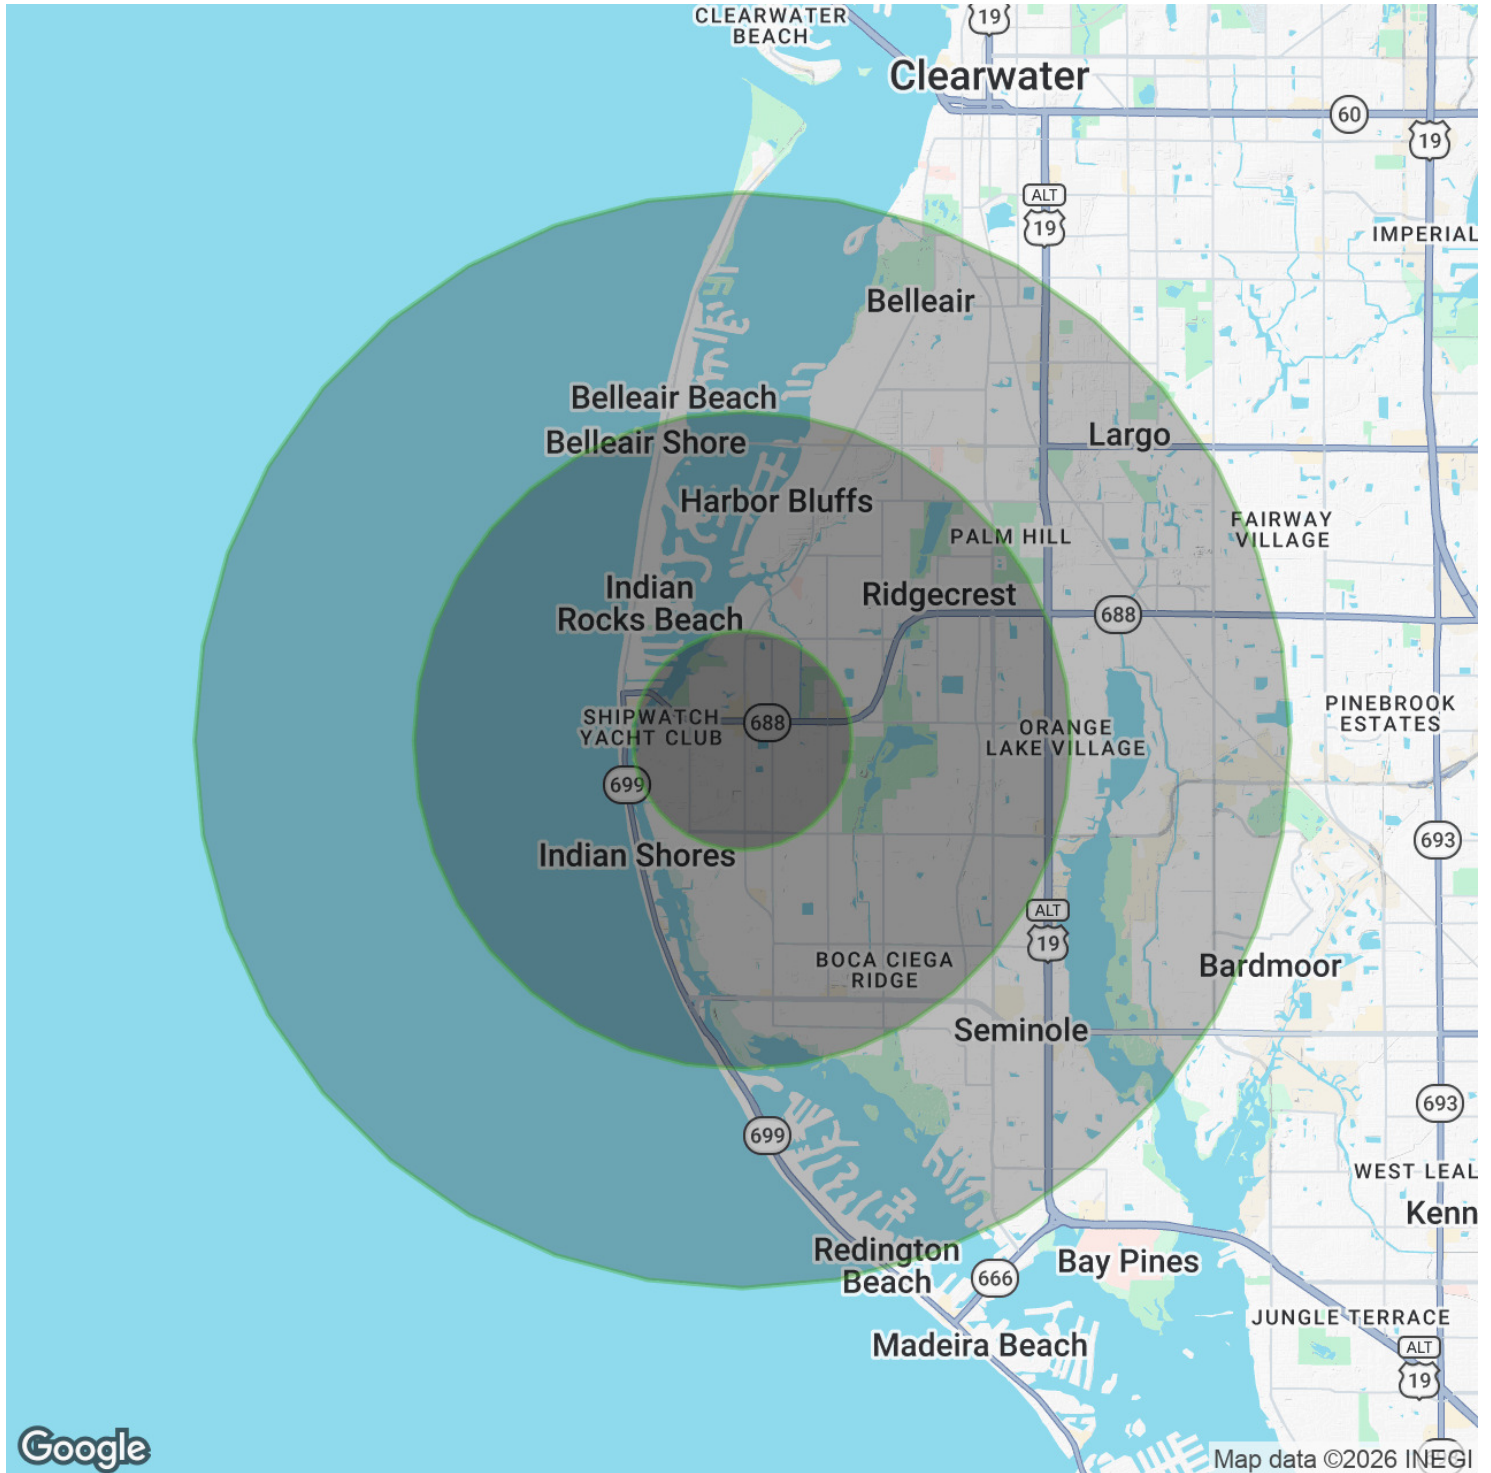 CLEARWATER
BEACH
19
Clearwater
60
19
ALT
19
IMPERIAL
Belleair
Belleair Beach
Belleair Shore
Largo
Harbor Bluffs
FAIRWAY
VILLAGE
PALM HILL
Indian
Rocks Beach
Ridgecrest
688
SHIPWATCH
YACHT CLUB
688
ORANGE
LAKE VILLAGE
PINEBROOK
ESTATES
699
693
Indian Shores
ALT
19
BOCA CIEGA
RIDGE
Bardmoor
Seminole
693
699
WEST LEAL
Kenn
Redington
Beach
666
Bay Pines
JUNGLE TERRACE
Madeira Beach
ALT
19
Google
Map data ©2026 INEGI